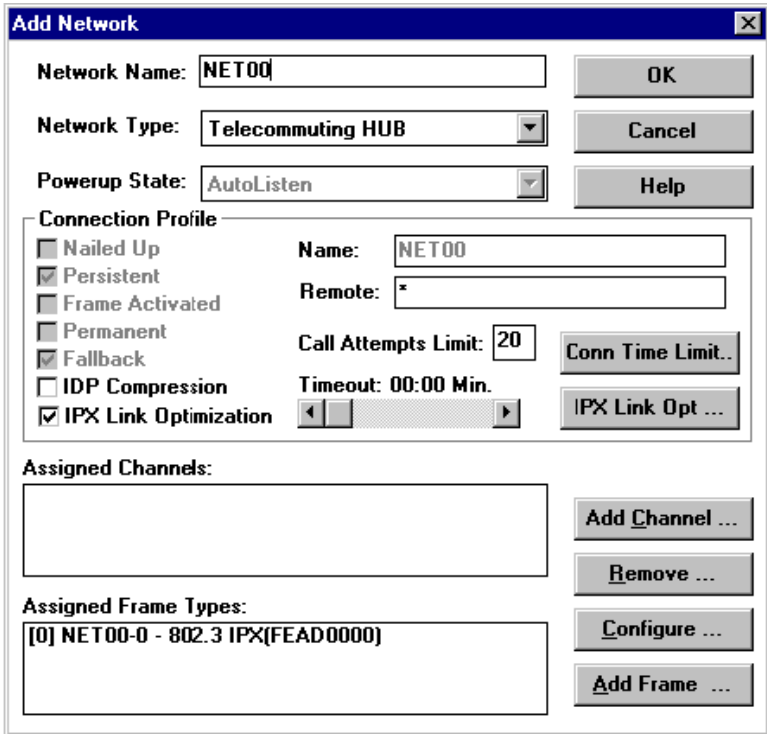 Add Network
Network Name: NET00
OK
Network Type: Telecommuting HUB
Cancel
Powerup State: AutoListen
Help
Connection Profile
Nailed Up
Name: NET00
Persistent
Remote: *
Frame Activated
Permanent
Call Attempts Limit: 20
Conn Time Limit..
Fallback
IDP Compression
Timeout: 00:00 Min.
IPX Link Optimization
IPX Link Opt ...
Assigned Channels:
Add Channel ...
Remove ...
Assigned Frame Types:
[0] NET00-0 - 802.3 IPX(FEAD0000)
Configure ...
Add Frame ...